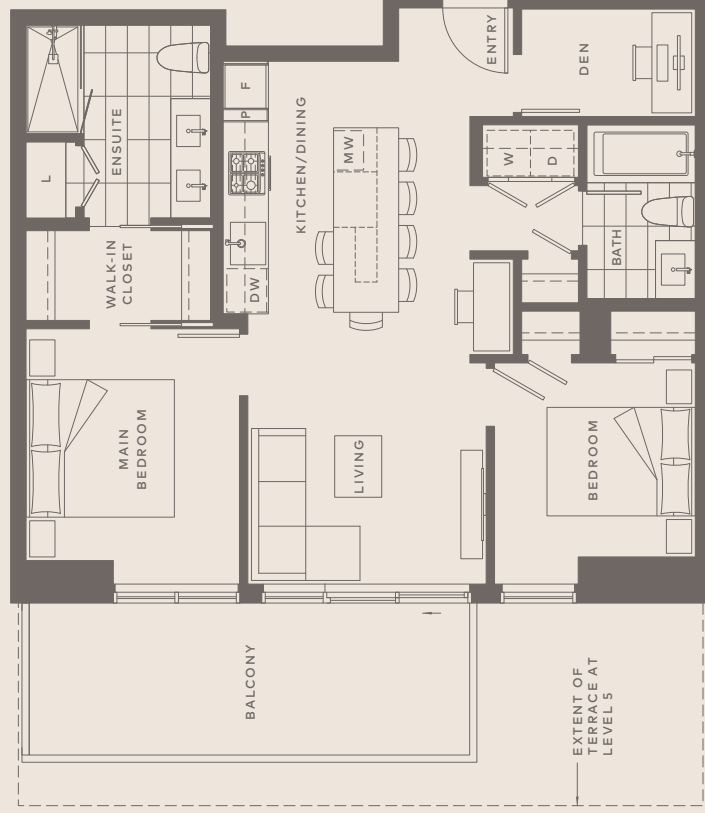 ENTRY
DEN
F
P
ENSUITE
KITCHEN/DINING
MW
W
D
L
BATH
WALK-IN
CLOSET
DW
MAIN
BEDROOM
LIVING
BEDROOM
BALCONY
EXTENT OF
TERRACE AT
LEVEL 5